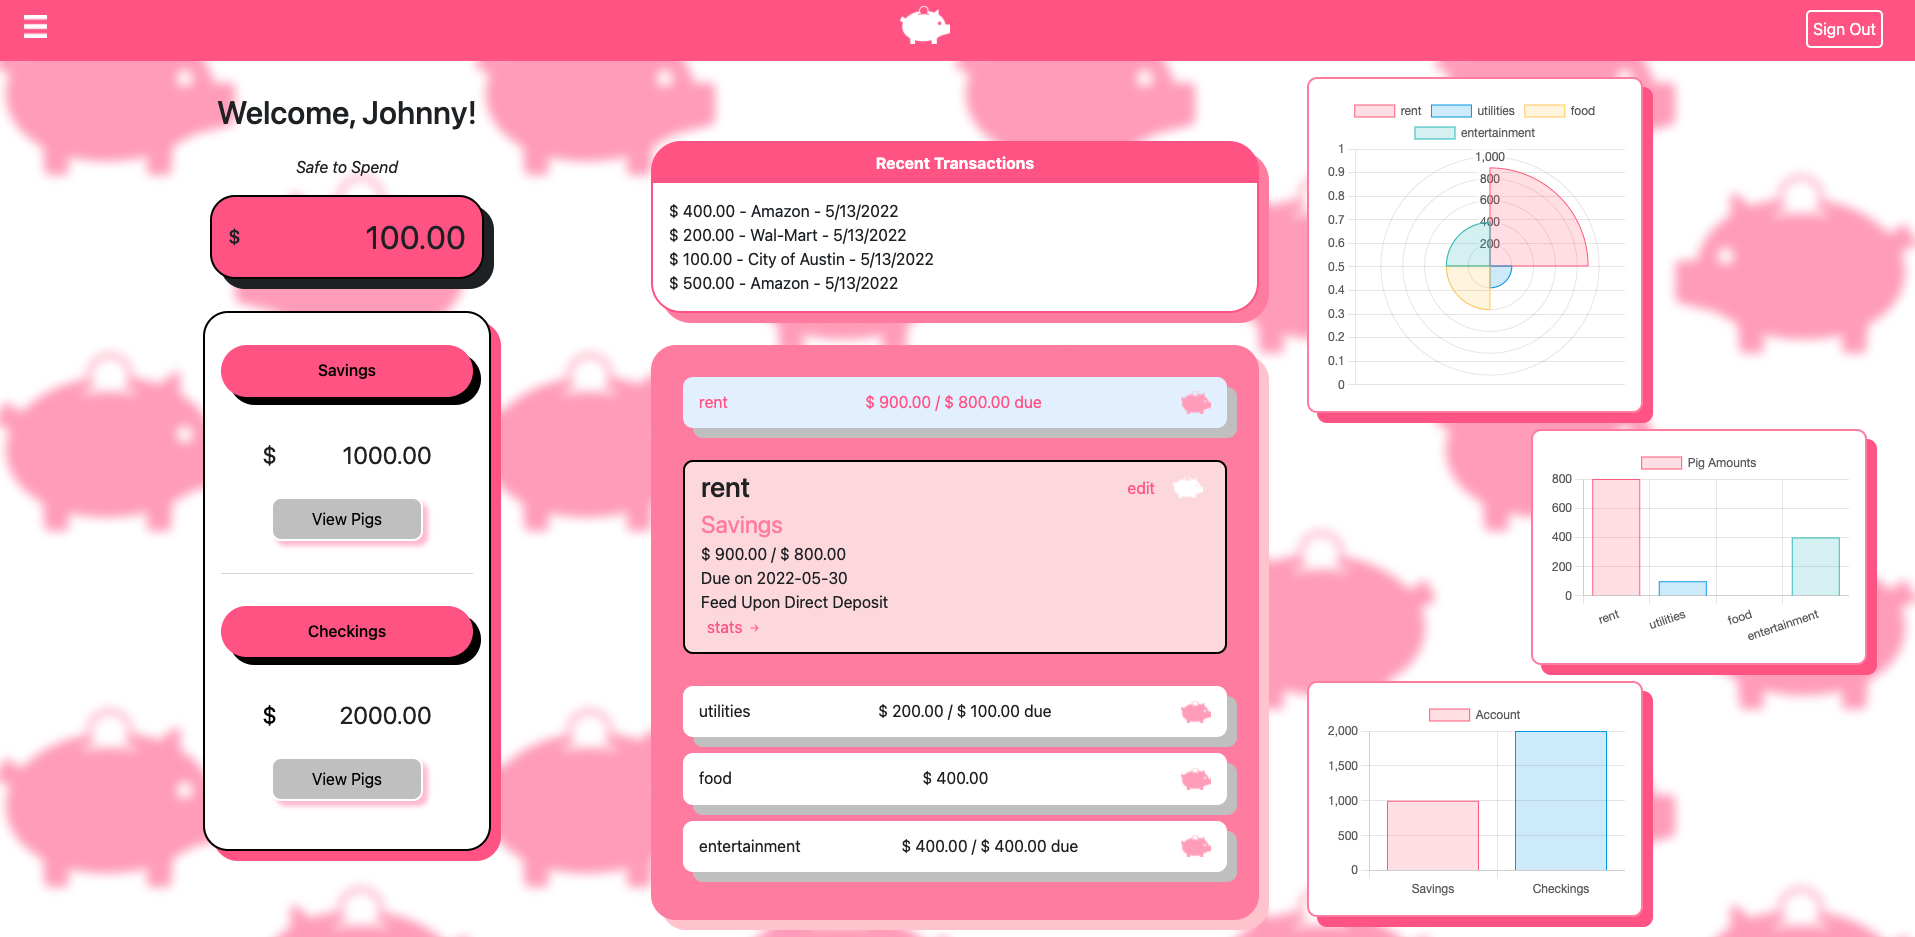 Sign Out
Welcome, Johnny!
Safe to Spend
$ 100.00
Savings
$ 1000.00
View Pigs
Checkings
$ 2000.00
View Pigs
Recent Transactions
$ 400.00 - Amazon - 5/13/2022
$ 200.00 - Wal-Mart - 5/13/2022
$ 100.00 - City of Austin - 5/13/2022
$ 500.00 - Amazon - 5/13/2022
rent $ 900.00 / $ 800.00 due
rent edit
Savings
$ 900.00 / $ 800.00
Due on 2022-05-30
Feed Upon Direct Deposit
stats →
utilities $ 200.00 / $ 100.00 due
food $ 400.00
entertainment $ 400.00 / $ 400.00 due
rent utilities food
entertainment
1 1,000
0.9
0.8 800
0.7 600
0.6 400
200
0.5
0.4
0.3
0.2
0.1
0
Pig Amounts
800
600
400
200
0
rent utilities food entertainment
Account
2,000
1,500
1,000
500
0
Savings Checkings